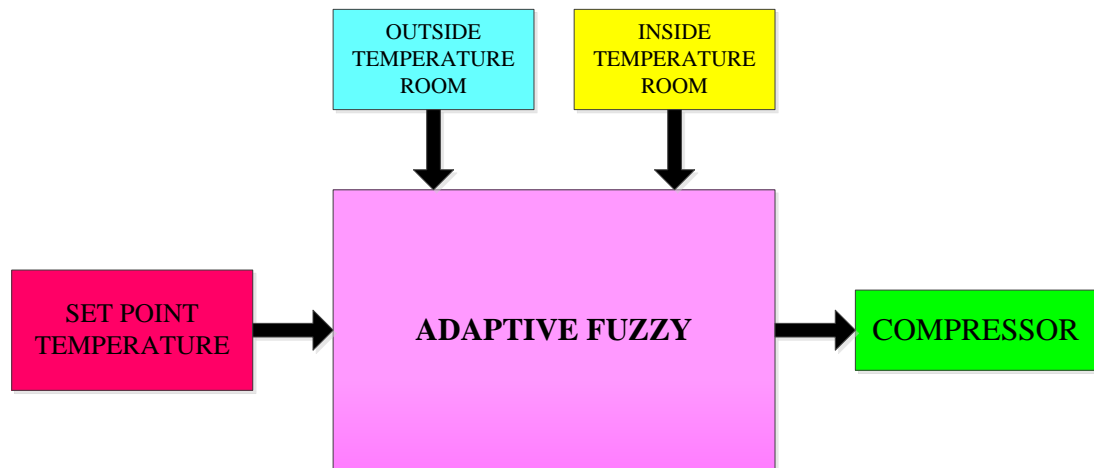 OUTSIDE
TEMPERATURE
ROOM
INSIDE
TEMPERATURE
ROOM
SET POINT
TEMPERATURE
ADAPTIVE FUZZY
COMPRESSOR